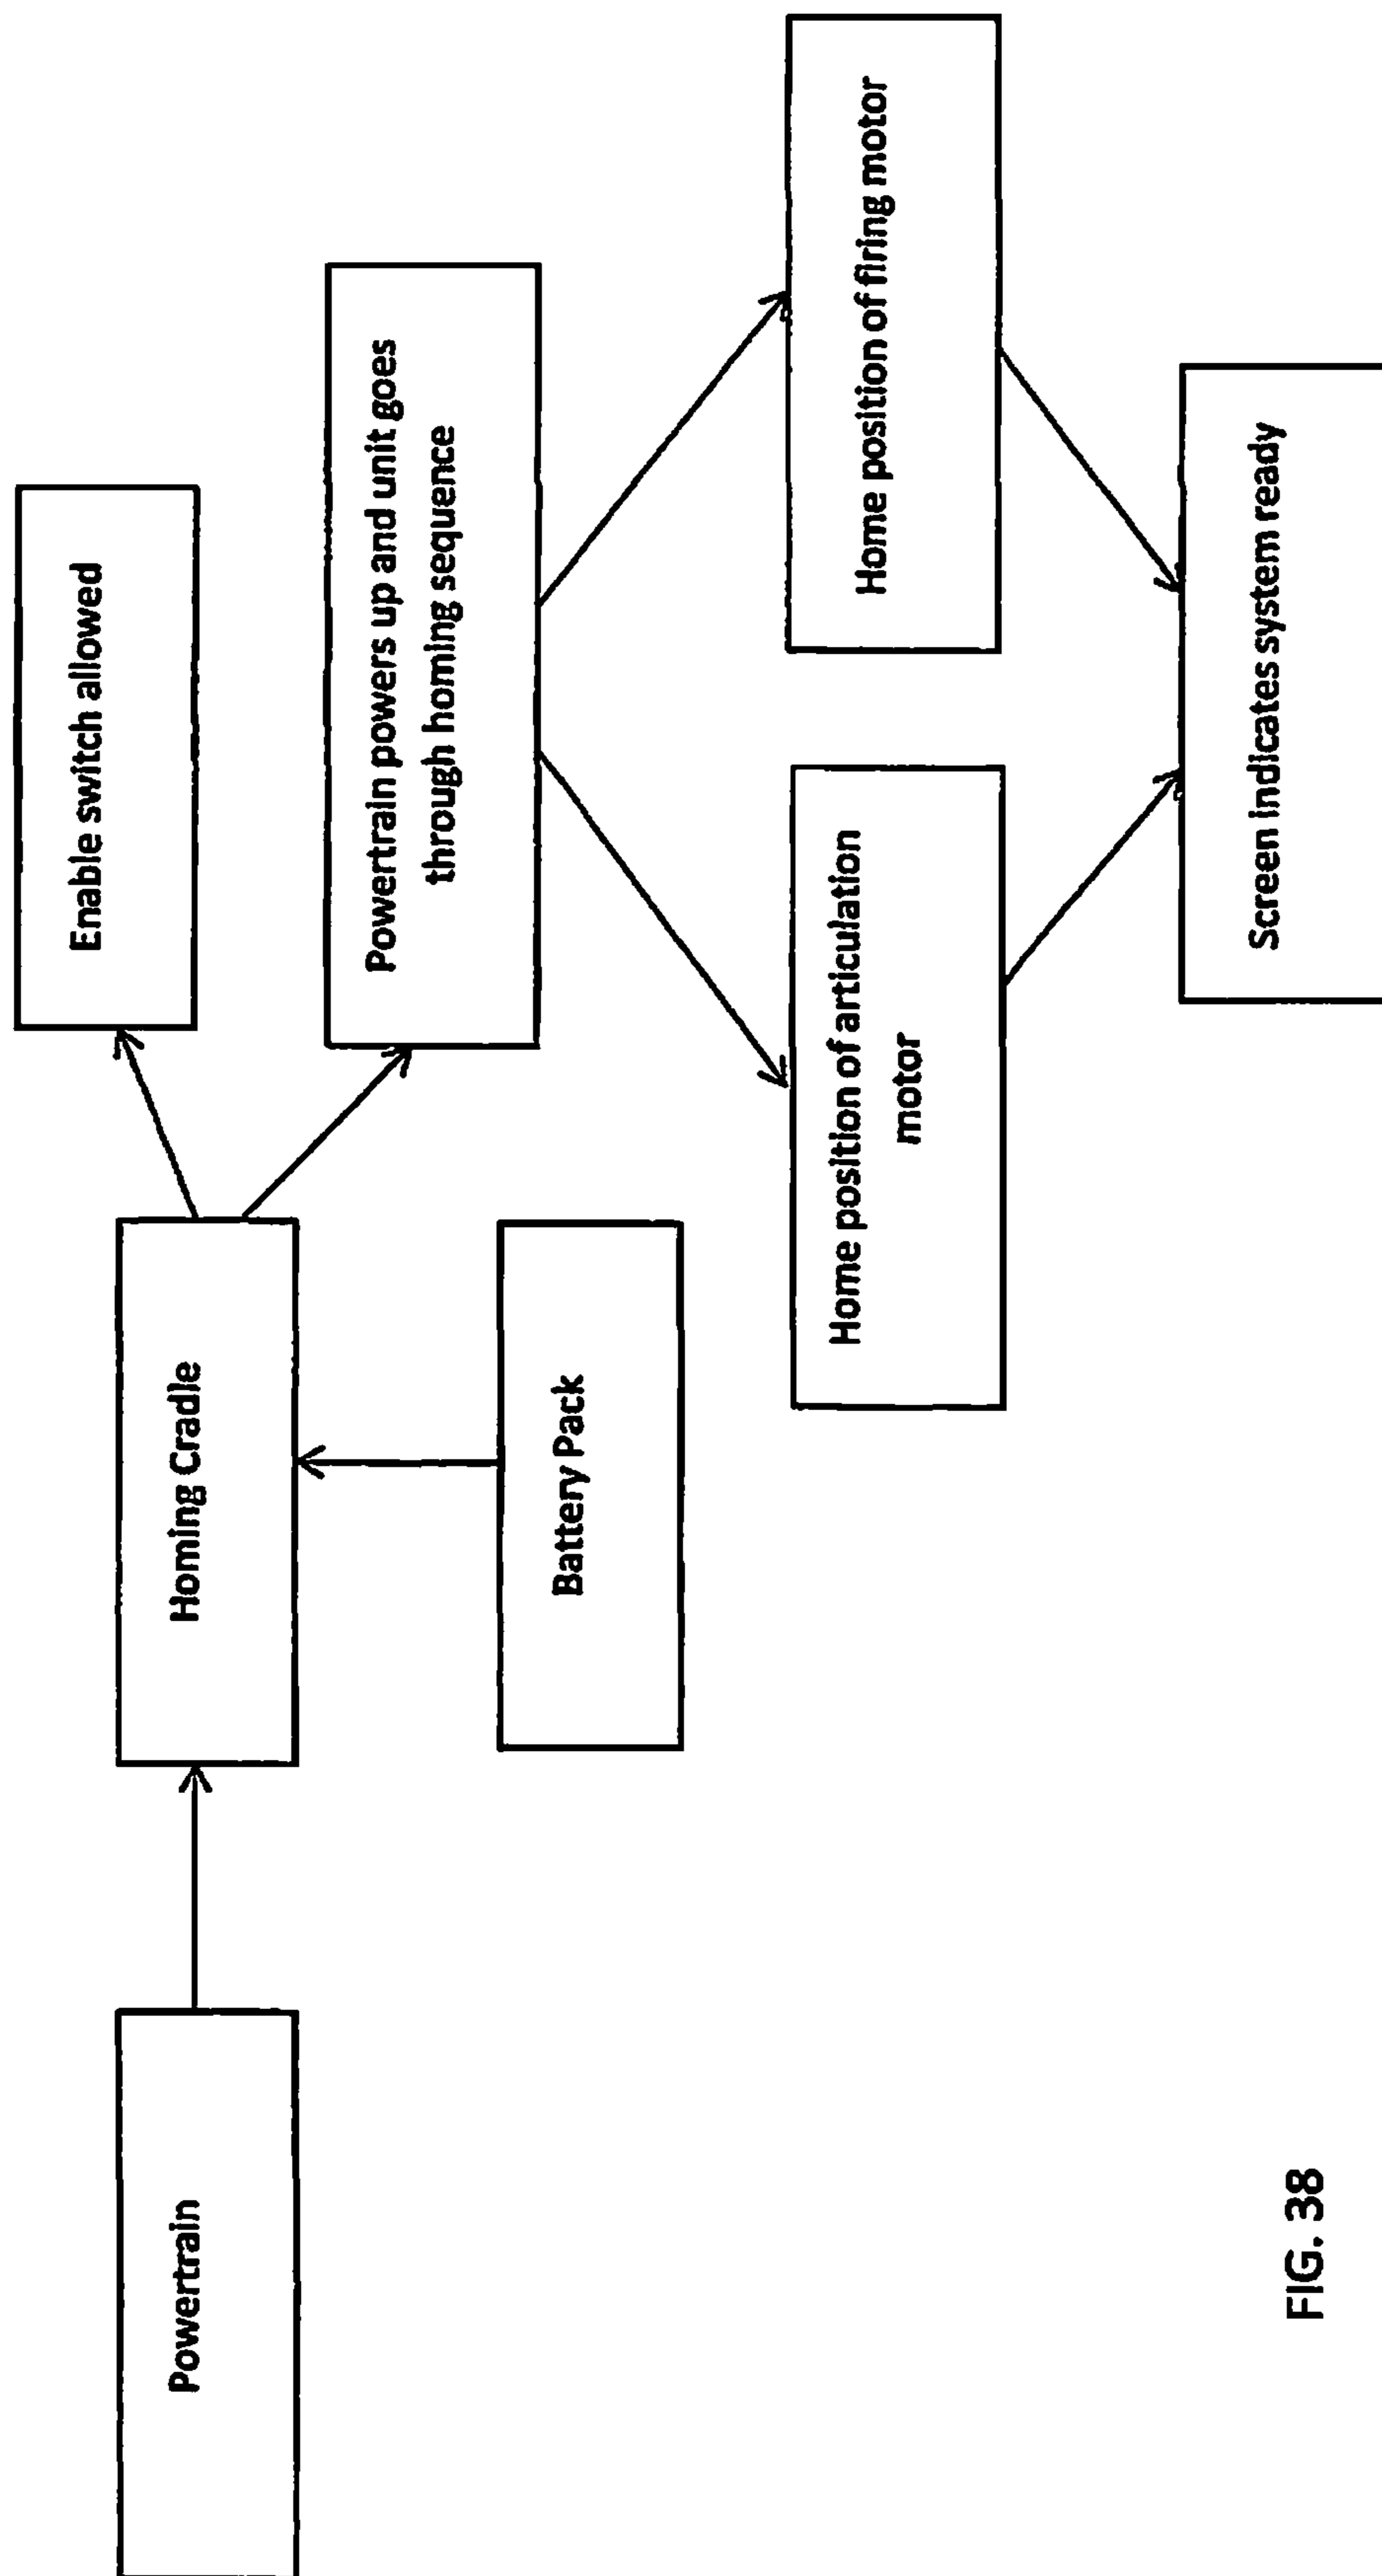 Powertrain
Homing Cradle
Enable switch allowed
Battery Pack
Powertrain powers up and unit goes
through homing sequence
Home position of articulation
motor
Home position of firing motor
Screen indicates system ready
FIG. 38